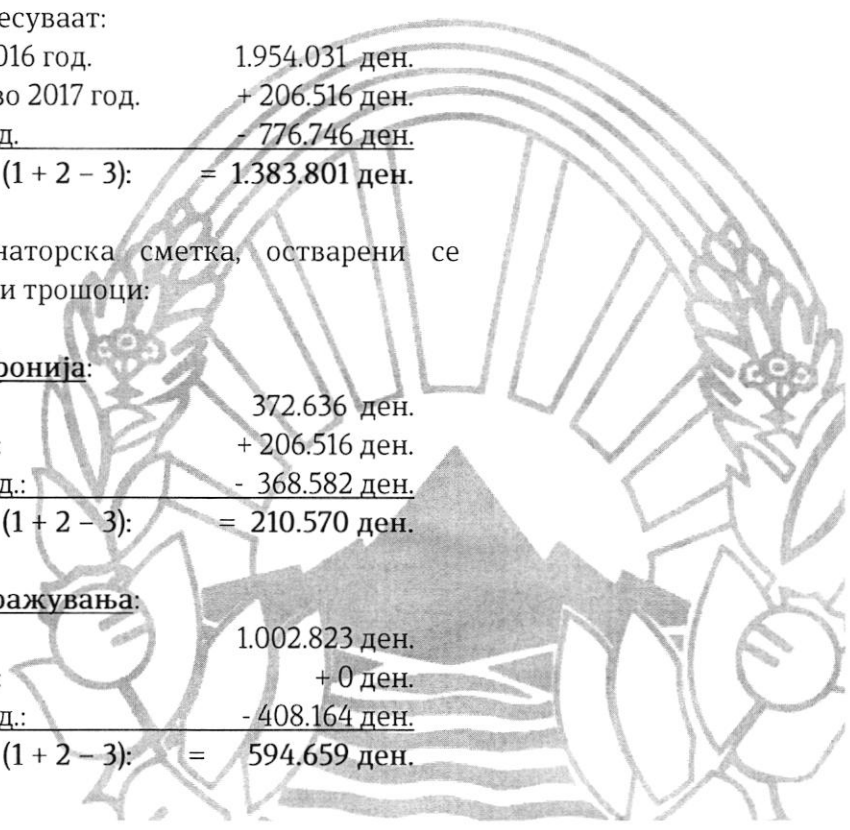 есуваат:
016 год. 1.954.031 ден.
во 2017 год. + 206.516 ден.
д. - 776.746 ден.
(1 + 2 – 3): = 1.383.801 ден.
наторска сметка, остварени се
и трошоци:
ронија:
372.636 ден.
: + 206.516 ден.
д.: - 368.582 ден.
(1 + 2 – 3): = 210.570 ден.
ражувања:
1.002.823 ден.
: + 0 ден.
д.: - 408.164 ден.
(1 + 2 – 3): = 594.659 ден.